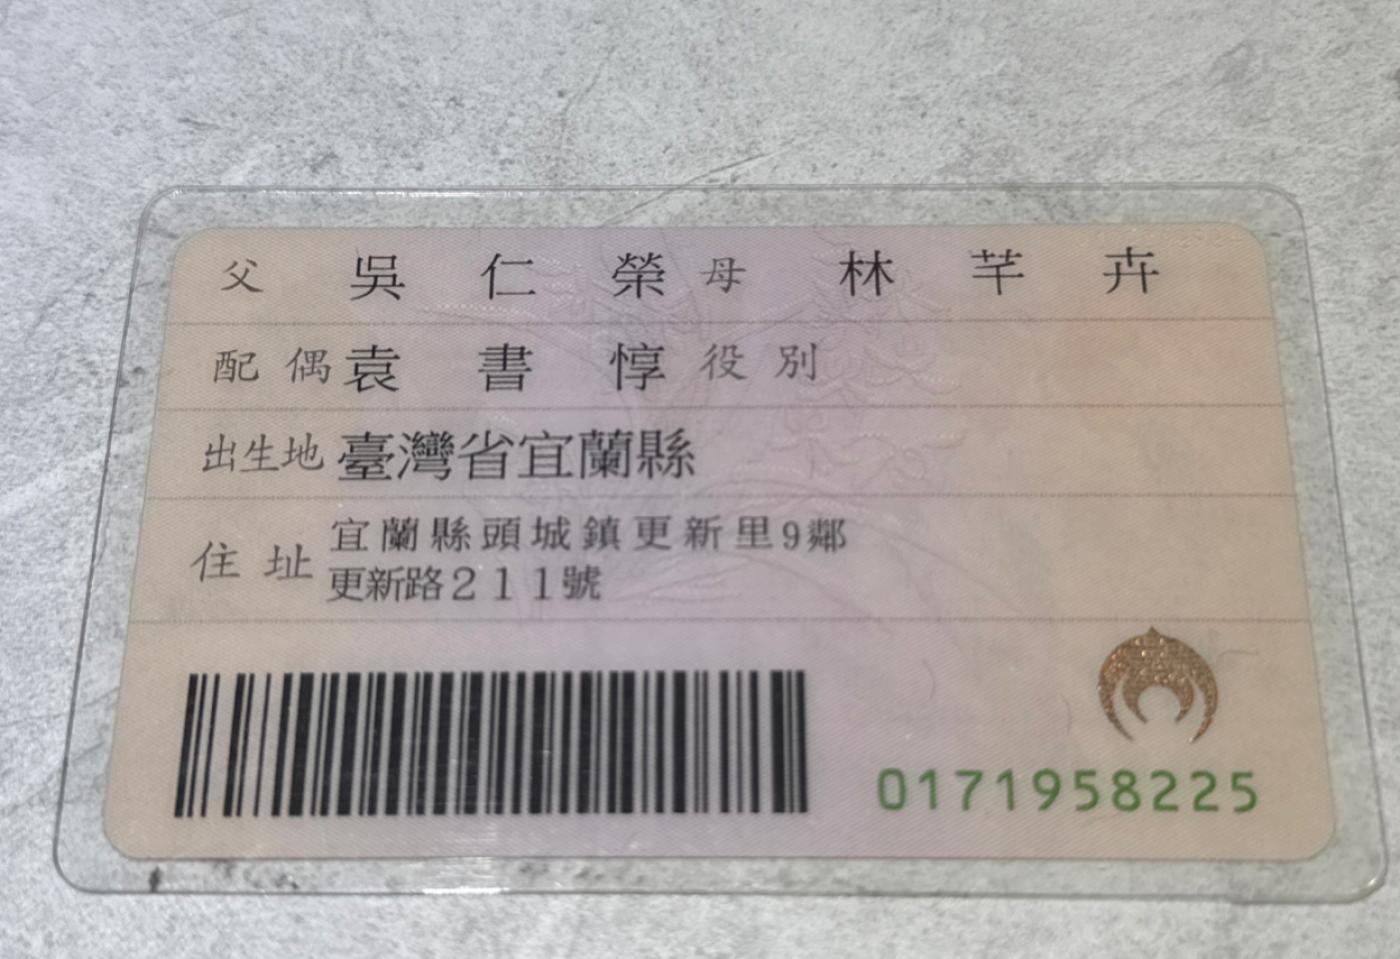 父 吳仁榮 母 林芊卉
配偶 袁書惇 役別
出生地 臺灣省宜蘭縣
住址 宜蘭縣頭城鎮更新里9鄰
更新路211號
0171958225